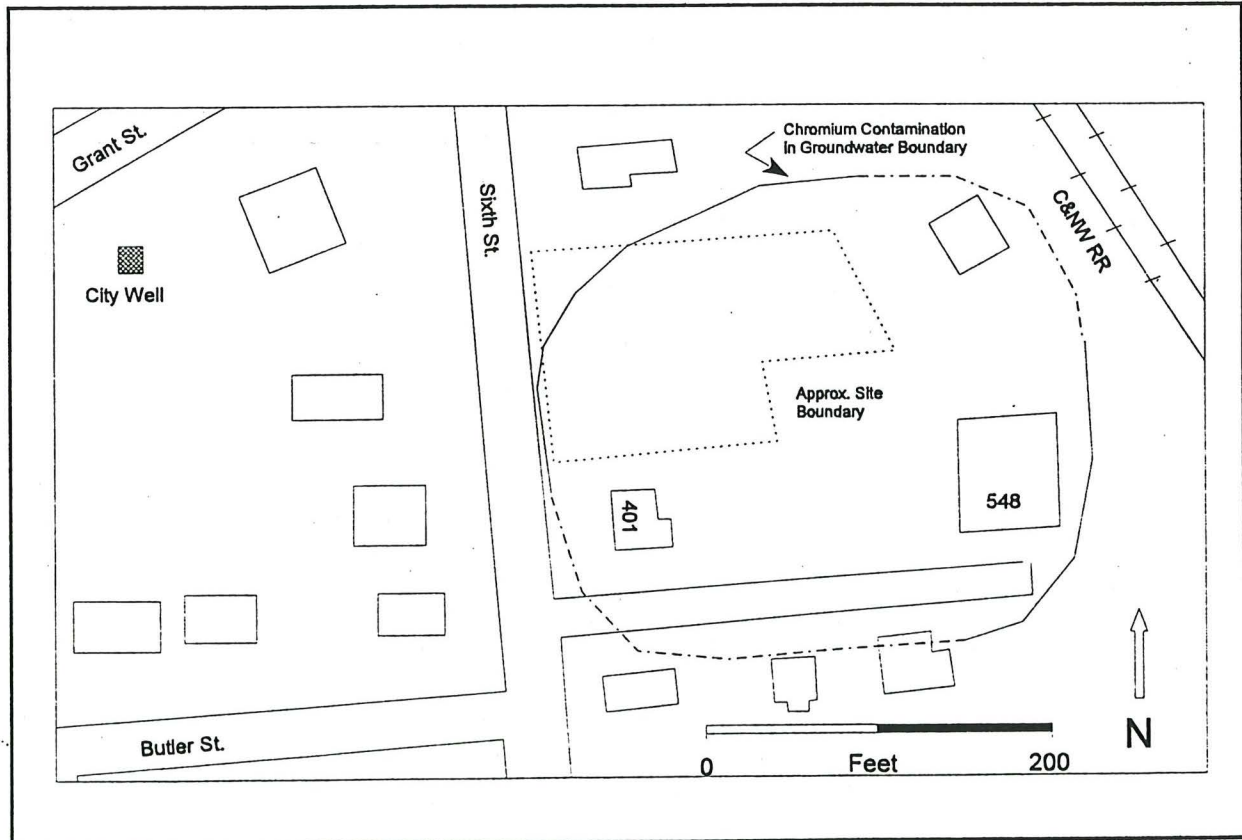 Grant St.
City Well
Sixth St.
Chromium Contamination
in Groundwater Boundary
C&NW RR
Approx. Site
Boundary
401
548
Butler St.
0 Feet 200
N